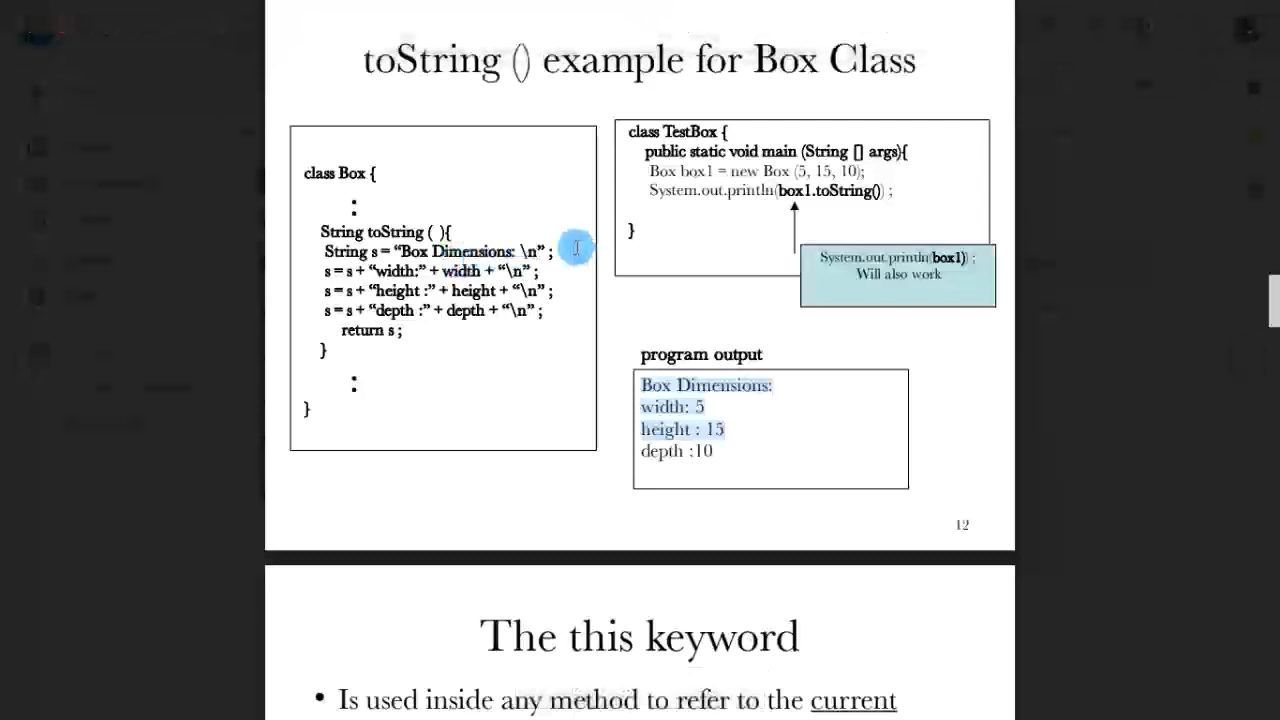 toString () example for Box Class
class Box {
:
String toString ( ){
String s = “Box Dimensions: \n” ;
s = s + “width:” + width + “\n” ;
s = s + “height :” + height + “\n” ;
s = s + “depth :” + depth + “\n” ;
return s ;
}
:
}
class TestBox {
public static void main (String [] args){
Box box1 = new Box (5, 15, 10);
System.out.println(box1.toString()) ;
}
System.out.println(box1) ;
Will also work
program output
Box Dimensions:
width: 5
height : 15
depth :10
12
The this keyword
• Is used inside any method to refer to the current